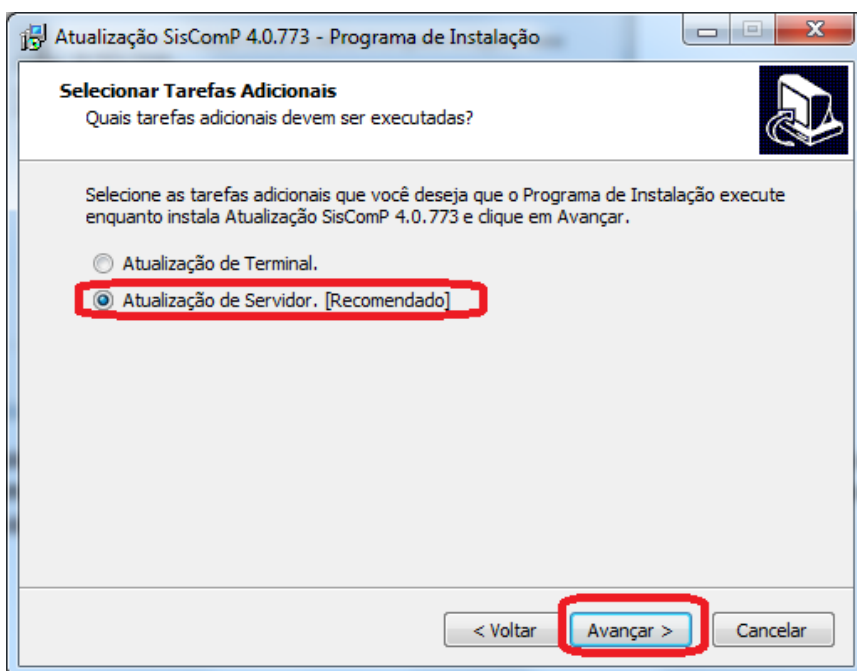 Atualização SisComP 4.0.773 - Programa de Instalação
Selecionar Tarefas Adicionais
Quais tarefas adicionais devem ser executadas?
Selecione as tarefas adicionais que você deseja que o Programa de Instalação execute
enquanto instala Atualização SisComP 4.0.773 e clique em Avançar.
Atualização de Terminal.
Atualização de Servidor. [Recomendado]
< Voltar
Avançar >
Cancelar